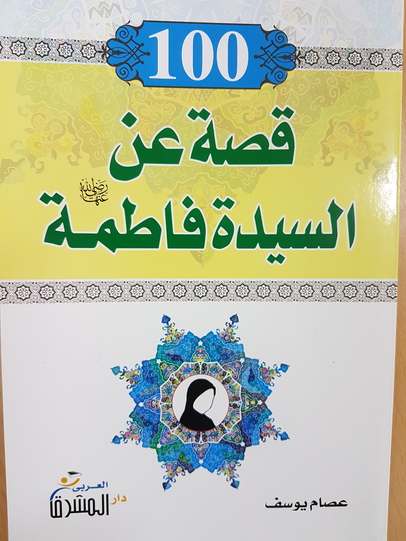 100
قصة عن
السيدة فاطمة
رضي الله عنها
عصام يوسف
دار المشرق العربي